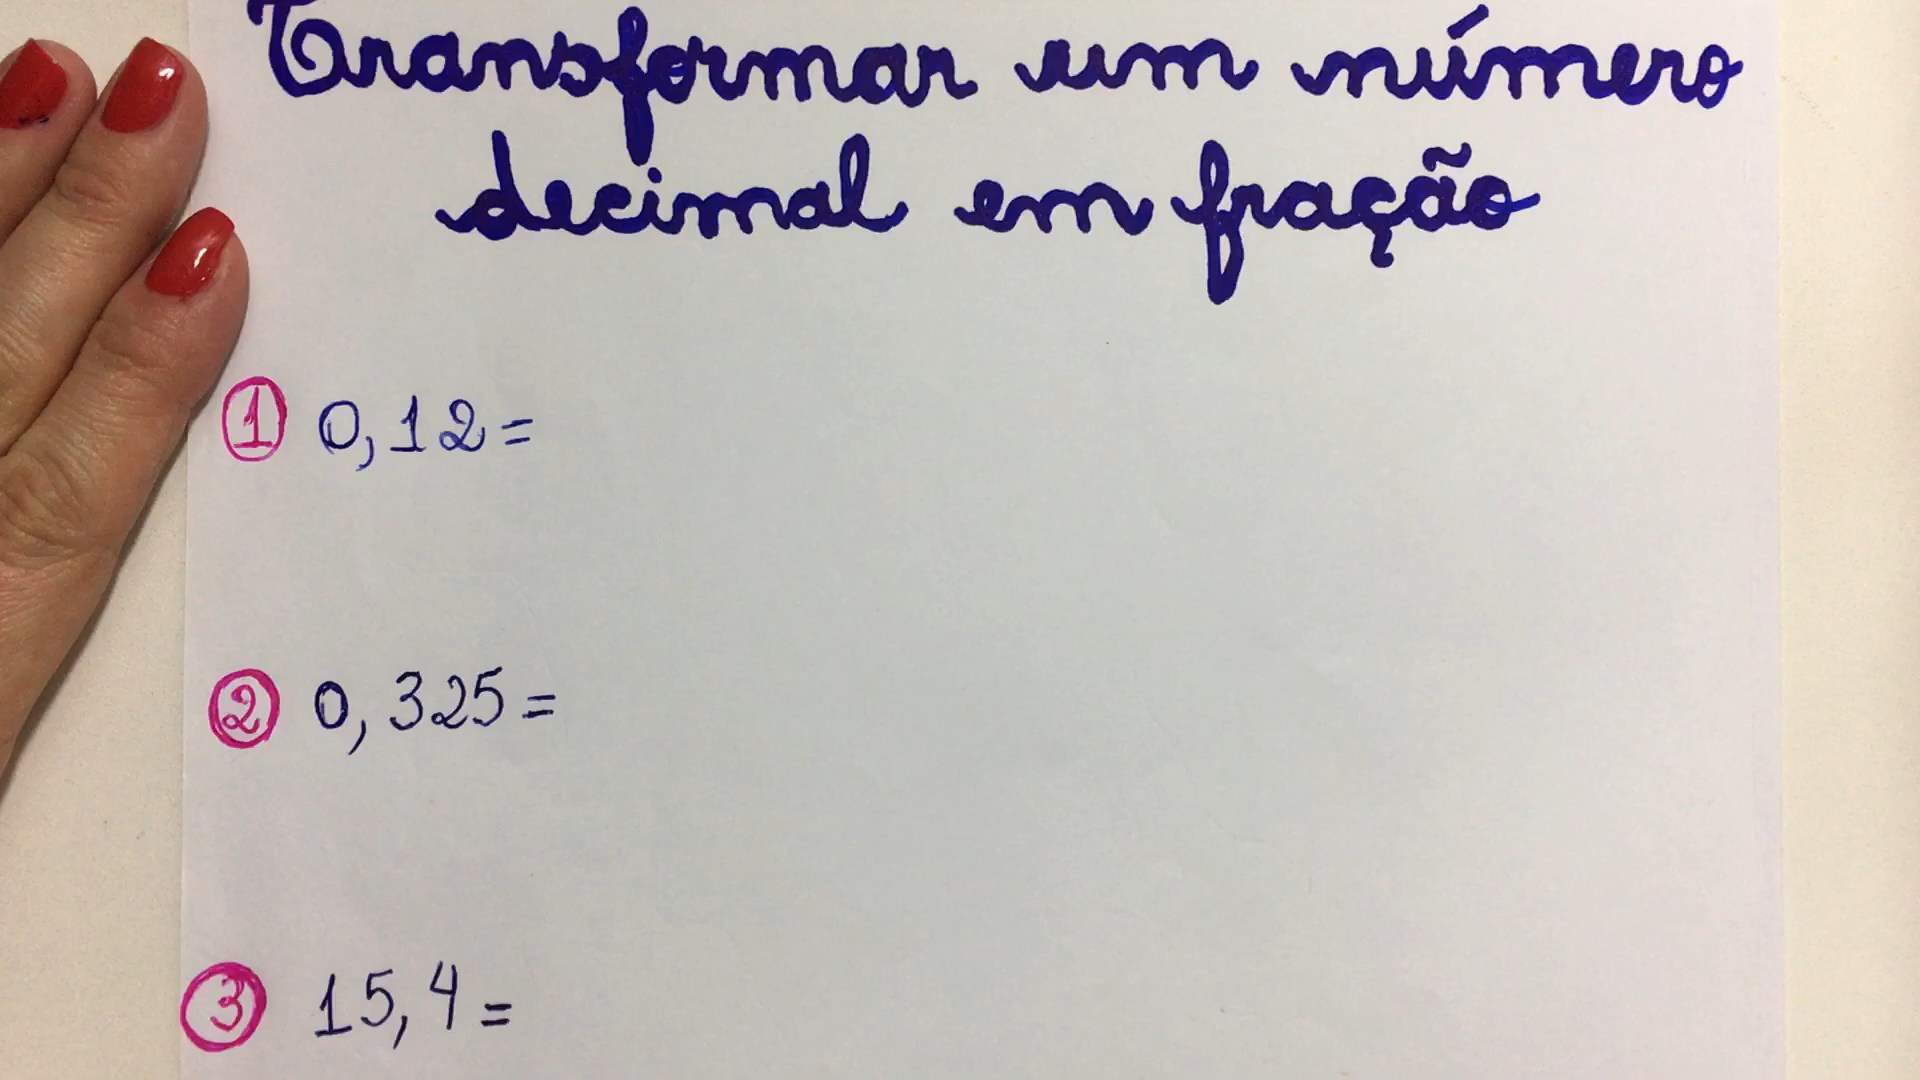 Transformar um número
decimal em fração
1 0,12 =
2 0,325 =
3 15,4 =